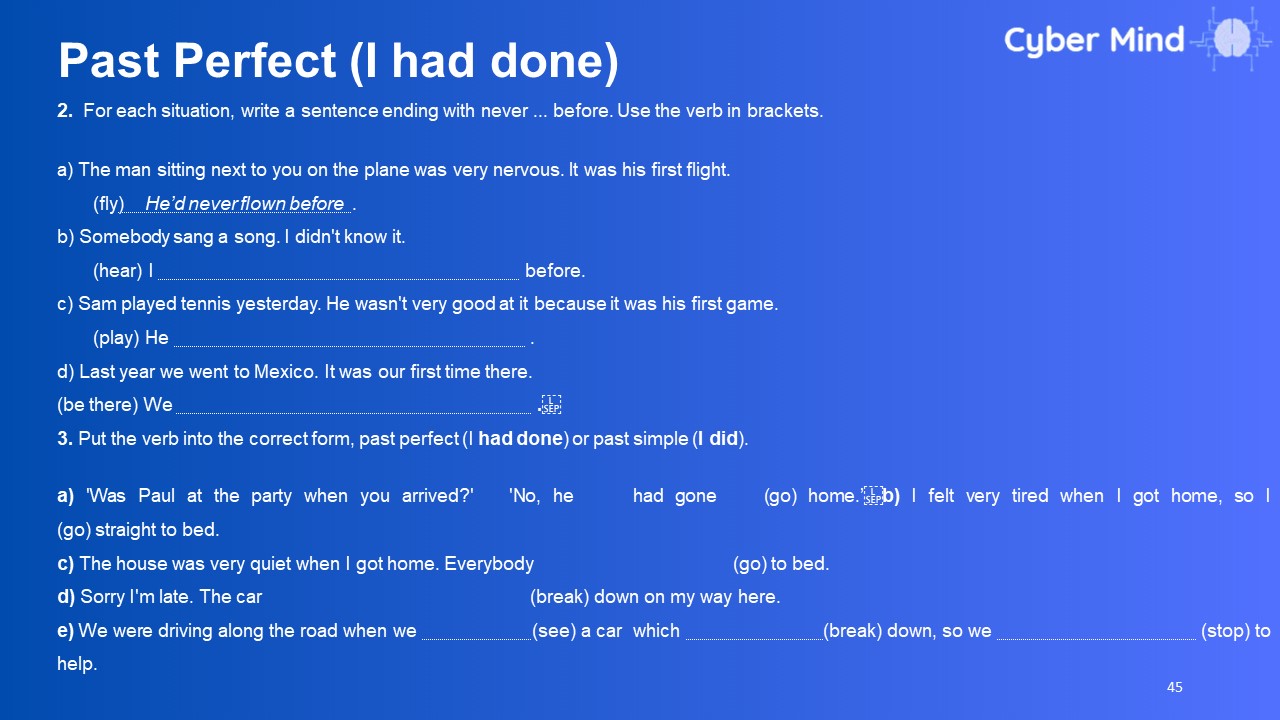 Cyber Mind
Past Perfect (I had done)
2. For each situation, write a sentence ending with never ... before. Use the verb in brackets.
a) The man sitting next to you on the plane was very nervous. It was his first flight.
(fly) He'd never flown before .
b) Somebody sang a song. I didn't know it.
(hear) I before.
c) Sam played tennis yesterday. He wasn't very good at it because it was his first game.
(play) He .
d) Last year we went to Mexico. It was our first time there.
(be there) We .
3. Put the verb into the correct form, past perfect (I had done) or past simple (I did).
a) 'Was Paul at the party when you arrived?' 'No, he had gone (go) home.' b) I felt very tired when I got home, so I
(go) straight to bed.
c) The house was very quiet when I got home. Everybody (go) to bed.
d) Sorry I'm late. The car (break) down on my way here.
e) We were driving along the road when we (see) a car which (break) down, so we (stop) to
help.
45